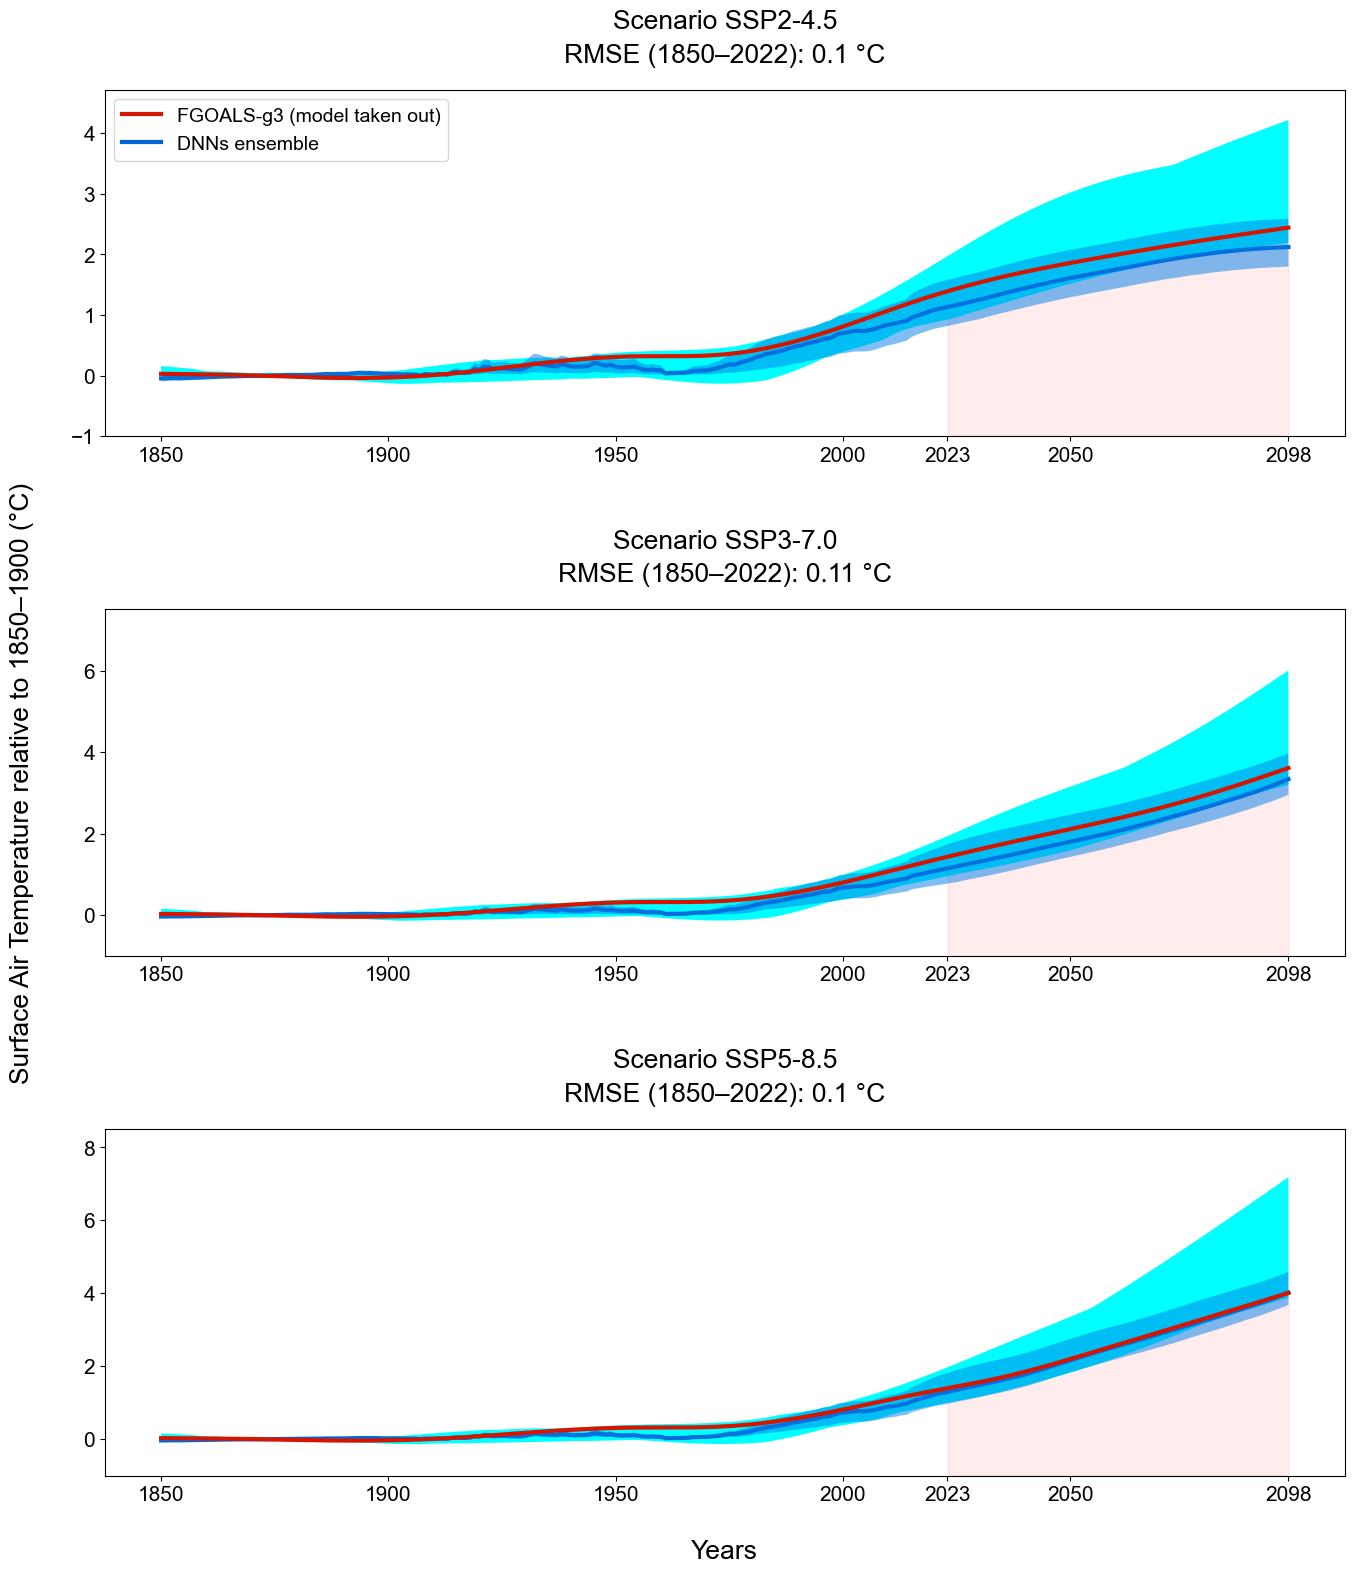 Scenario SSP2-4.5
RMSE (1850–2022): 0.1 °C
FGOALS-g3 (model taken out)
DNNs ensemble
4
3
2
1
0
−1
1850 1900 1950 2000 2023 2050 2098
Surface Air Temperature relative to 1850–1900 (°C)
Scenario SSP3-7.0
RMSE (1850–2022): 0.11 °C
6
4
2
0
1850 1900 1950 2000 2023 2050 2098
Scenario SSP5-8.5
RMSE (1850–2022): 0.1 °C
8
6
4
2
0
1850 1900 1950 2000 2023 2050 2098
Years